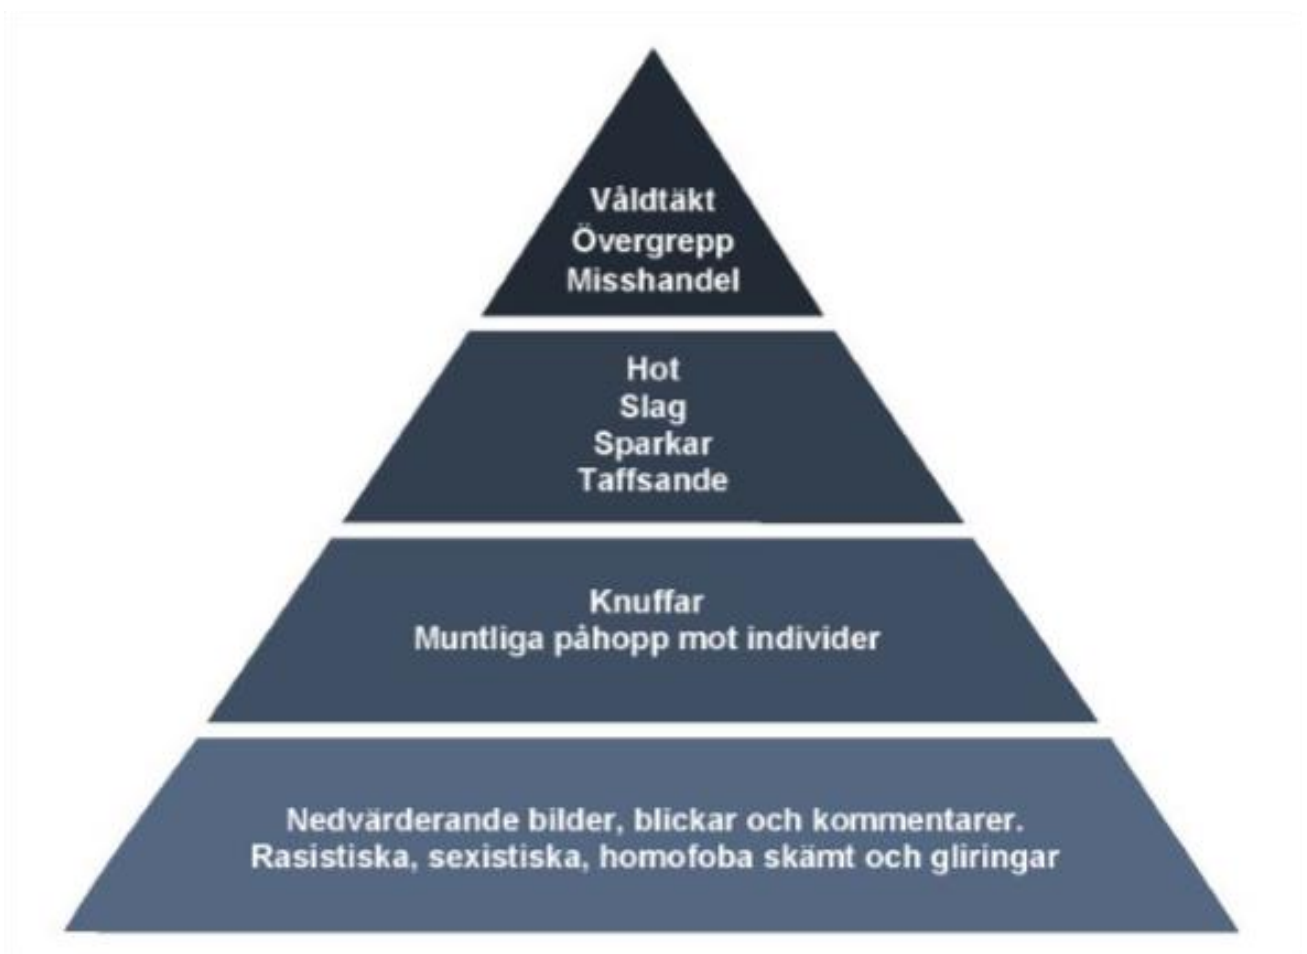 Våldtäkt
Övergrepp
Misshandel
Hot
Slag
Sparkar
Taffsande
Knuffar
Muntliga påhopp mot individer
Nedvärderande bilder, blickar och kommentarer.
Rasistiska, sexistiska, homofoba skämt och gliringar